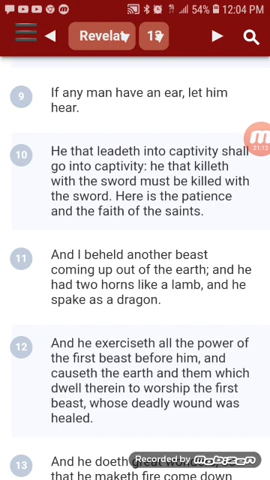 54% 12:04 PM
Revelat 13
9
If any man have an ear, let him
hear.
21:13
10
He that leadeth into captivity shall
go into captivity: he that killeth
with the sword must be killed with
the sword. Here is the patience
and the faith of the saints.
11
And I beheld another beast
coming up out of the earth; and he
had two horns like a lamb, and he
spake as a dragon.
12
And he exerciseth all the power of
the first beast before him, and
causeth the earth and them which
dwell therein to worship the first
beast, whose deadly wound was
healed.
13
And he doeth great
Recorded by mobizen
that he maketh fire come down